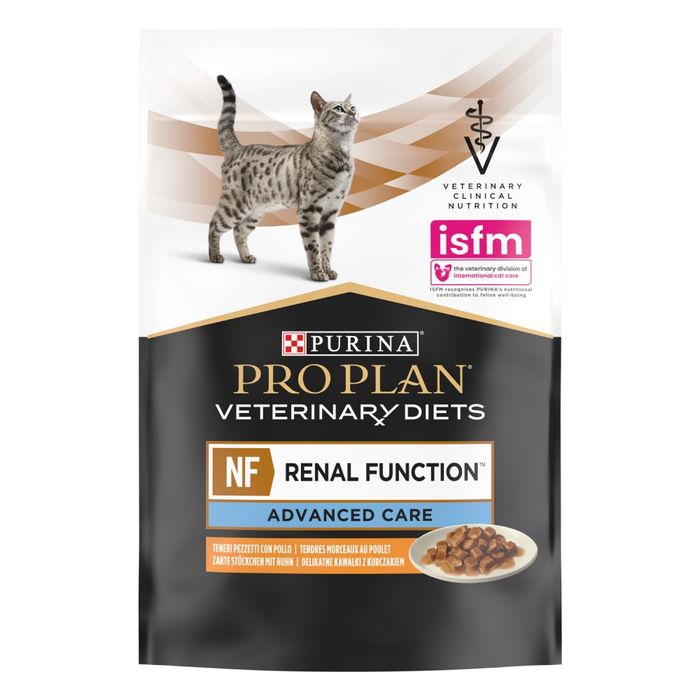 VETERINARY
CLINICAL
NUTRITION
isfm
the veterinary division of
international cat care
ISFM recognises PURINA's nutritional
contribution to feline well-being
PURINA®
PRO PLAN®
VETERINARY DIETS
NF RENAL FUNCTION™
ADVANCED CARE
TENERI PEZZETTI CON POLLO | TENDRES MORCEAUX AU POULET
ZARTE STÜCKCHEN MIT HUHN | DELIKATNE KAWAŁKI Z KURCZAKIEM